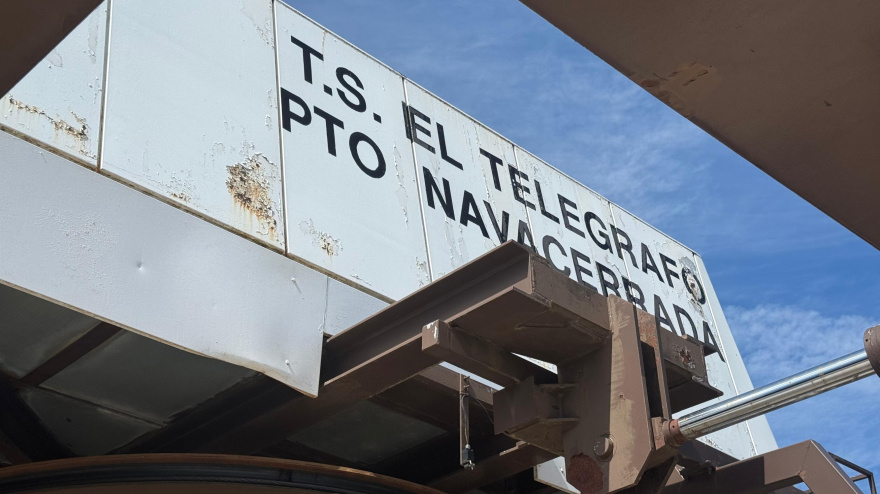 T.S. EL TELEGRAFO
PTO NAVACERRADA